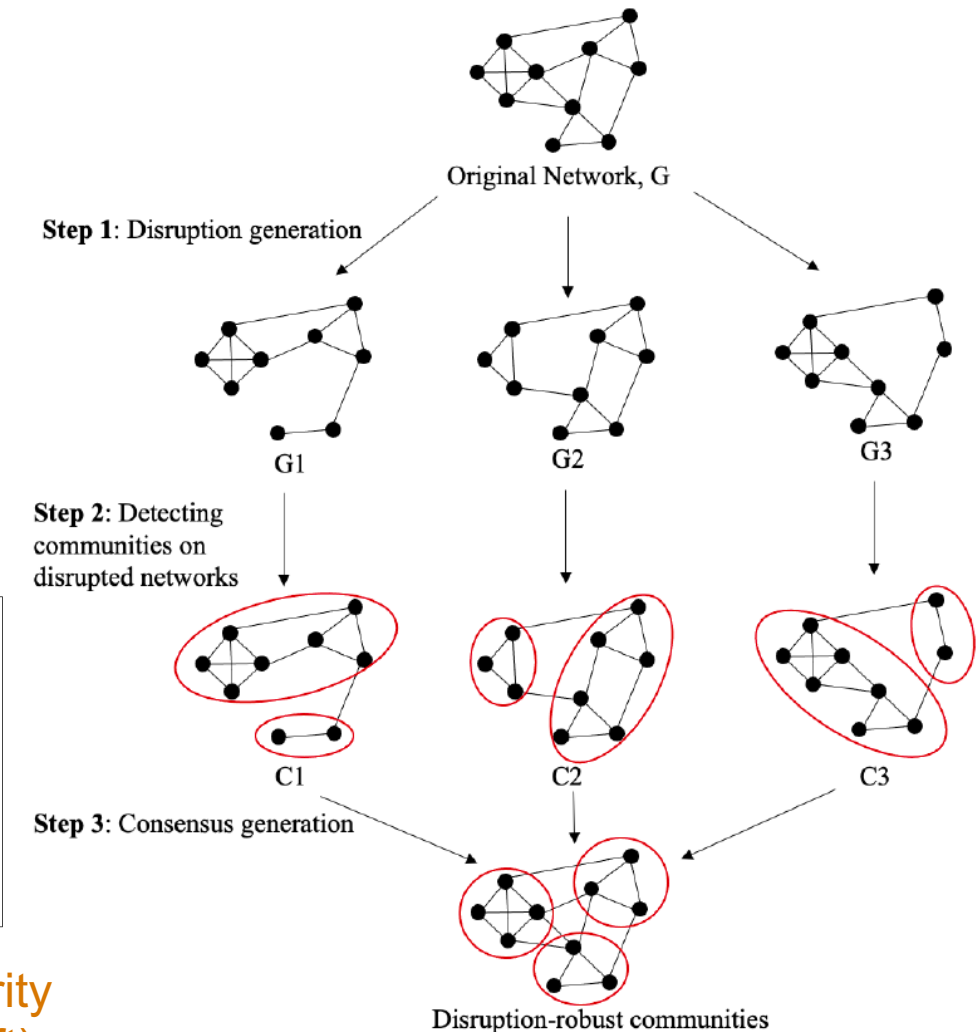 Original Network, G
Step 1: Disruption generation
G1
G2
G3
Step 2: Detecting
communities on
disrupted networks
C1
C2
C3
Step 3: Consensus generation
Disruption-robust communities